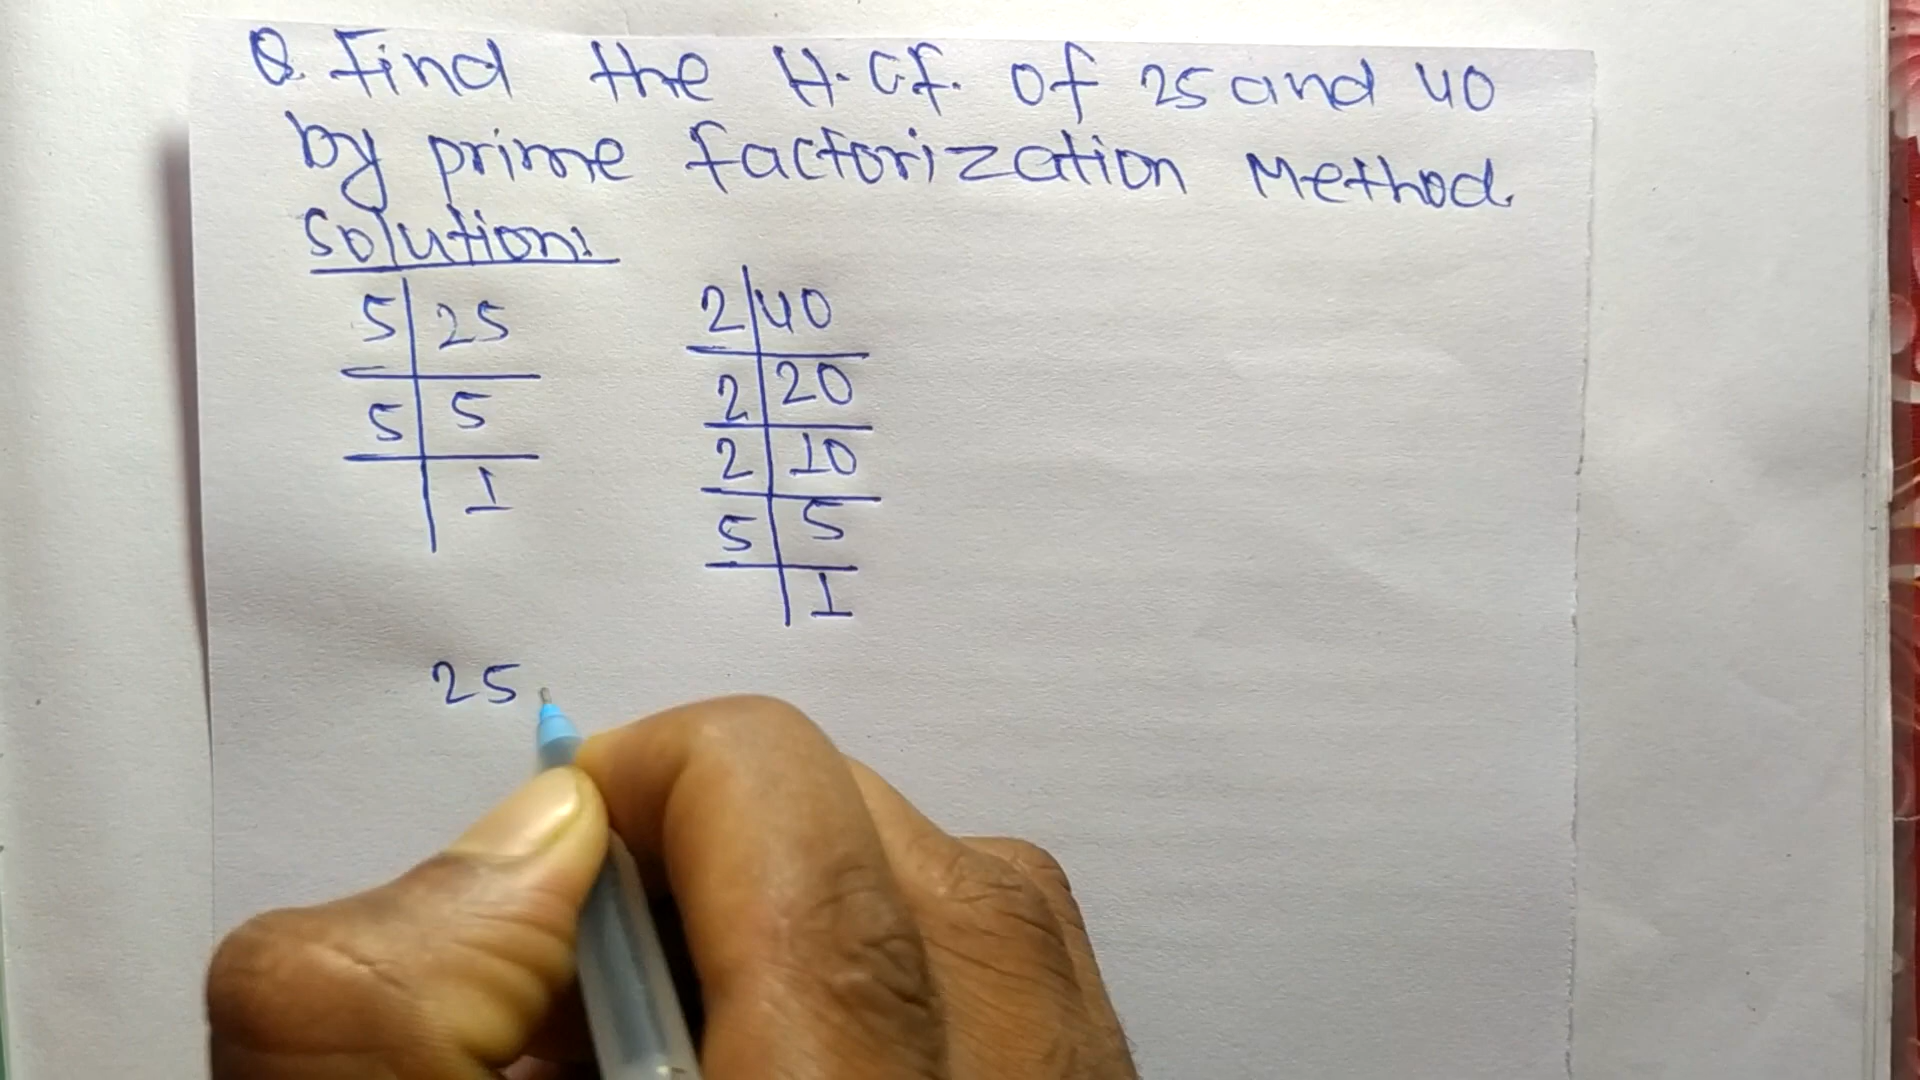 Q. Find the H.C.F. of 25 and 40
by prime factorization Method.
Solution:
5 | 25
5 | 5
1
2 | 40
2 | 20
2 | 10
5 | 5
1
25